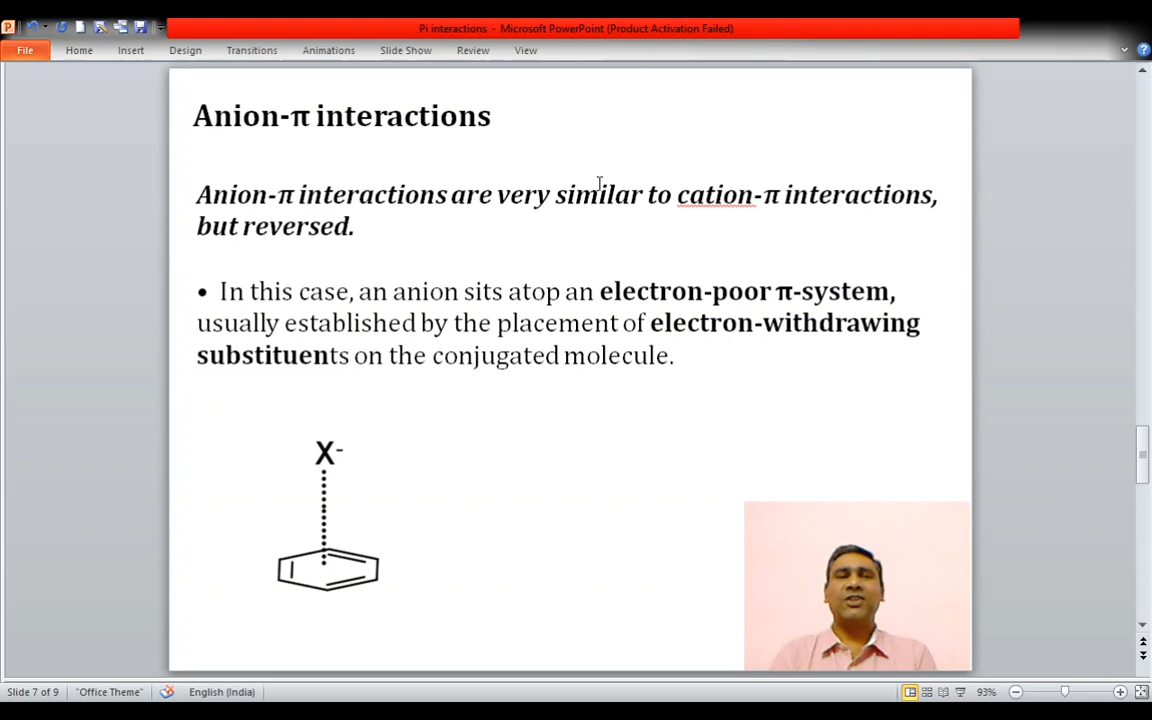 Pi interactions - Microsoft PowerPoint (Product Activation Failed)
File Home Insert Design Transitions Animations Slide Show Review View
Anion-π interactions
Anion-π interactions are very similar to cation-π interactions,
but reversed.
• In this case, an anion sits atop an electron-poor π-system,
usually established by the placement of electron-withdrawing
substituents on the conjugated molecule.
X-
Slide 7 of 9 "Office Theme" English (India) 93%